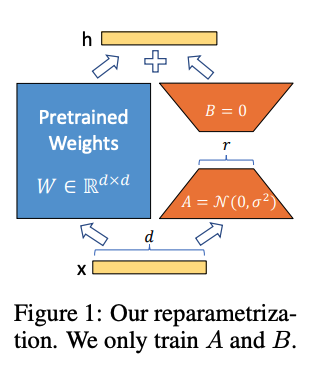 h
Pretrained
Weights
W ∈ ℝ^{d×d}
B = 0
r
A = 𝒩(0, σ²)
d
x
Figure 1: Our reparametriza-
tion. We only train A and B.